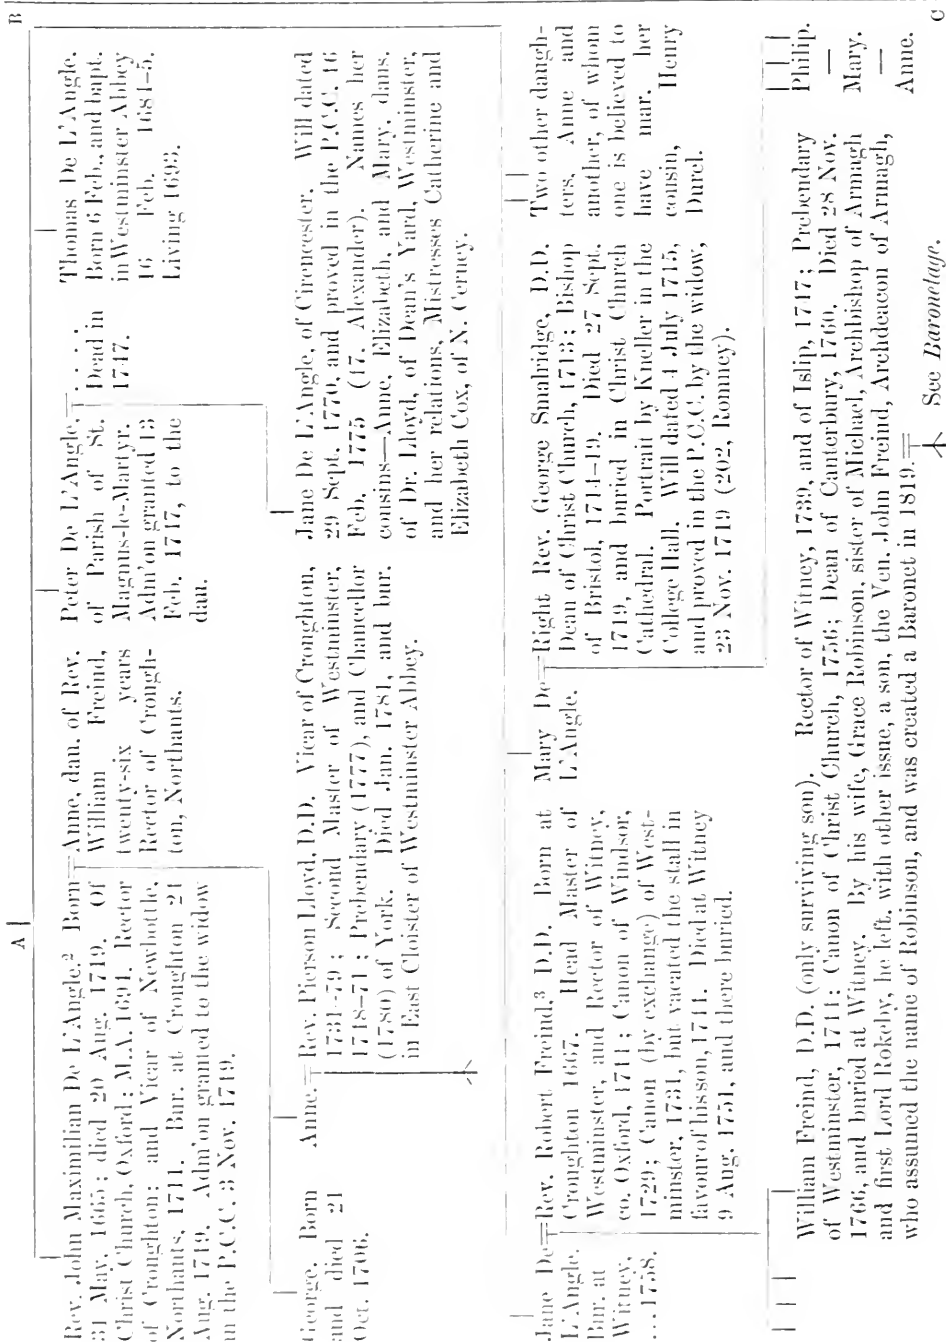 A
B
Rev. John Maximilian De L'Angle.² Born
31 May, 1665; died 20 Aug. 1719. Of
Christ Church, Oxford; M.A. 1691. Rector
of Croughton; and Vicar of Newbottle,
Northants, 1711. Bur. at Croughton 21
Aug. 1719. Adm'on granted to the widow
in the P.C.C. 3 Nov. 1719.
Anne, dau. of Rev.
William Freind,
twenty-six years
Rector of Crough-
ton, Northants.
Peter De L'Angle,
of Parish of St.
Magnus-le-Martyr.
Adm'on granted 13
Feb. 1747, to the
dau.
. . . .
Dead in
1747.
Thomas De L'Angle.
Born 6 Feb., and bapt.
in Westminster Abbey
16 Feb. 1684-5.
Living 1693.
George. Born
and died 21
Oct. 1706.
Anne.
Rev. Pierson Lloyd, D.D. Vicar of Croughton,
1731-79; Second Master of Westminster,
1748-71; Prebendary (1777), and Chancellor
(1780) of York. Died Jan. 1781, and bur.
in East Cloister of Westminster Abbey.
Jane De L'Angle, of Cirencester. Will dated
29 Sept. 1770, and proved in the P.C.C. 16
Feb. 1775 (47. Alexander). Names her
cousins—Anne, Elizabeth, and Mary, daus.
of Dr. Lloyd, of Dean's Yard, Westminster,
and her relations, Mistresses Catherine and
Elizabeth Cox, of N. Cerney.
Jane De
L'Angle.
Bur. at
Witney,
... 1758.
Rev. Robert Freind,³ D.D. Born at
Croughton 1667. Head Master of
Westminster, and Rector of Witney,
co. Oxford, 1711; Canon of Windsor,
1729; Canon (by exchange) of West-
minster, 1731, but vacated the stall in
favour of his son, 1744. Died at Witney
9 Aug. 1751, and there buried.
Mary De
L'Angle.
Right Rev. George Smalridge, D.D.
Dean of Christ Church, 1713; Bishop
of Bristol, 1714-19. Died 27 Sept.
1719, and buried in Christ Church
Cathedral. Portrait by Kneller in the
College Hall. Will dated 4 July 1715,
and proved in the P.C.C. by the widow,
23 Nov. 1719 (202, Romney).
Two other daugh-
ters, Anne and
another, of whom
one is believed to
have mar. her
cousin, Henry
Durel.
William Freind, D.D. (only surviving son). Rector of Witney, 1739, and of Islip, 1747; Prebendary
of Westminster, 1744; Canon of Christ Church, 1756; Dean of Canterbury, 1760. Died 28 Nov.
1766, and buried at Witney. By his wife, Grace Robinson, sister of Michael, Archbishop of Armagh
and first Lord Rokeby, he left, with other issue, a son, the Ven. John Freind, Archdeacon of Armagh,
who assumed the name of Robinson, and was created a Baronet in 1819.
See Baronetage.
Philip.
—
Mary.
—
Anne.
C